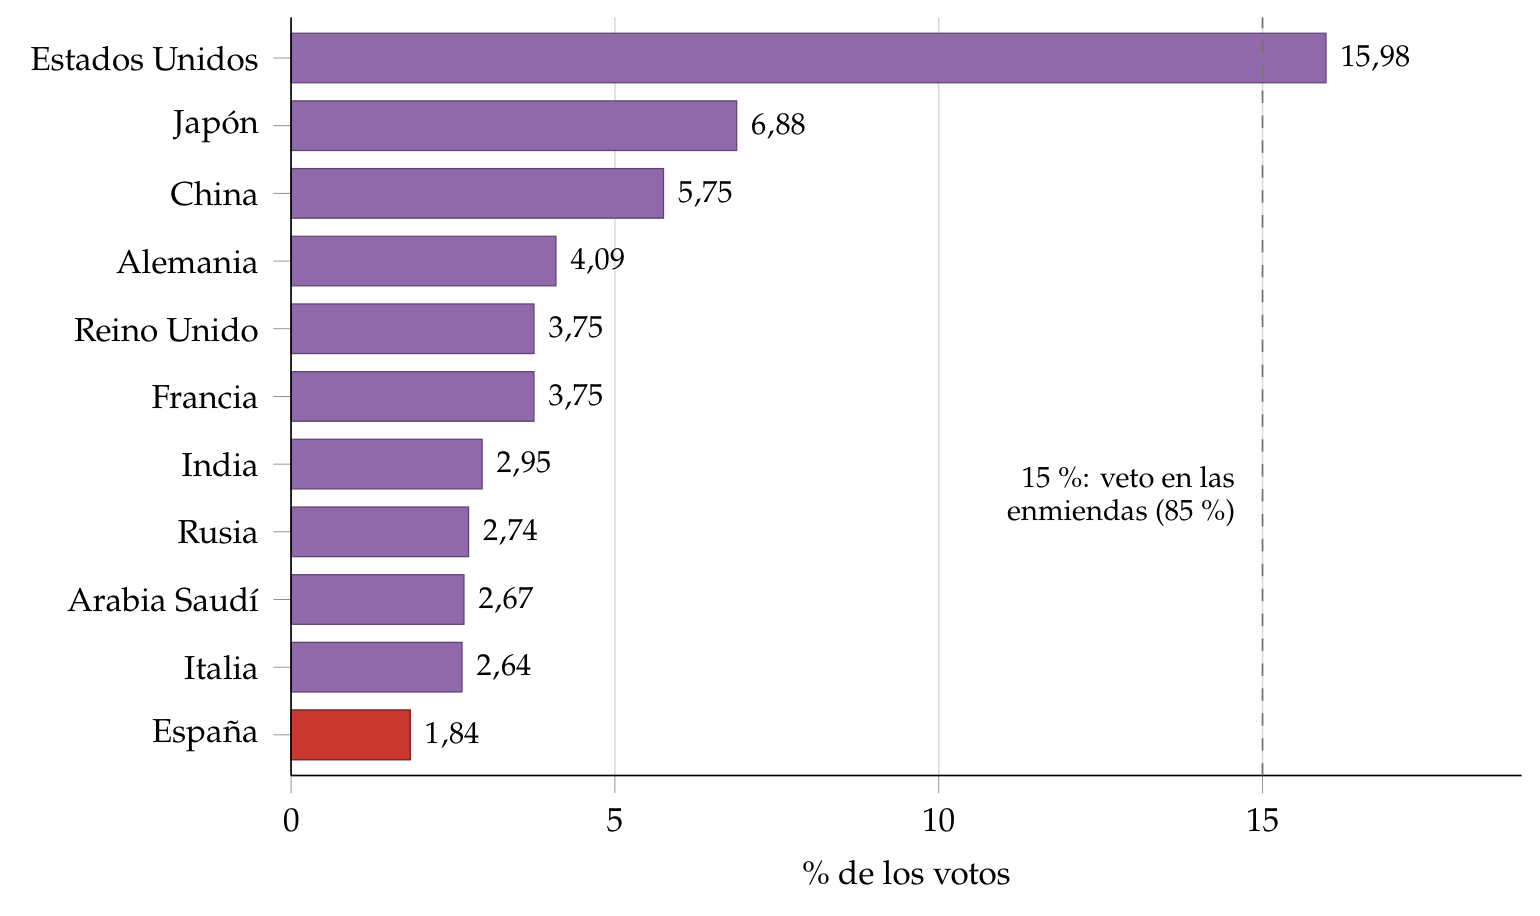 Estados Unidos 15,98
Japón 6,88
China 5,75
Alemania 4,09
Reino Unido 3,75
Francia 3,75
India 2,95
15 %: veto en las
enmiendas (85 %)
Rusia 2,74
Arabia Saudí 2,67
Italia 2,64
España 1,84
0 5 10 15
% de los votos